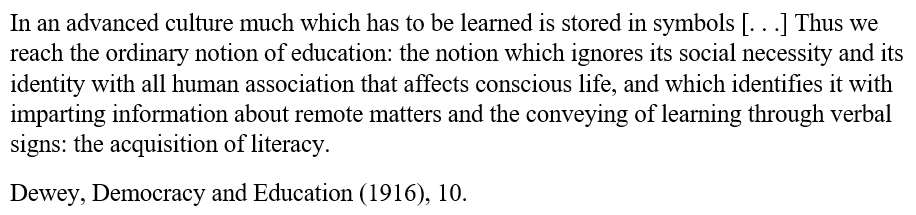 In an advanced culture much which has to be learned is stored in symbols [. . .] Thus we
reach the ordinary notion of education: the notion which ignores its social necessity and its
identity with all human association that affects conscious life, and which identifies it with
imparting information about remote matters and the conveying of learning through verbal
signs: the acquisition of literacy.
Dewey, Democracy and Education (1916), 10.